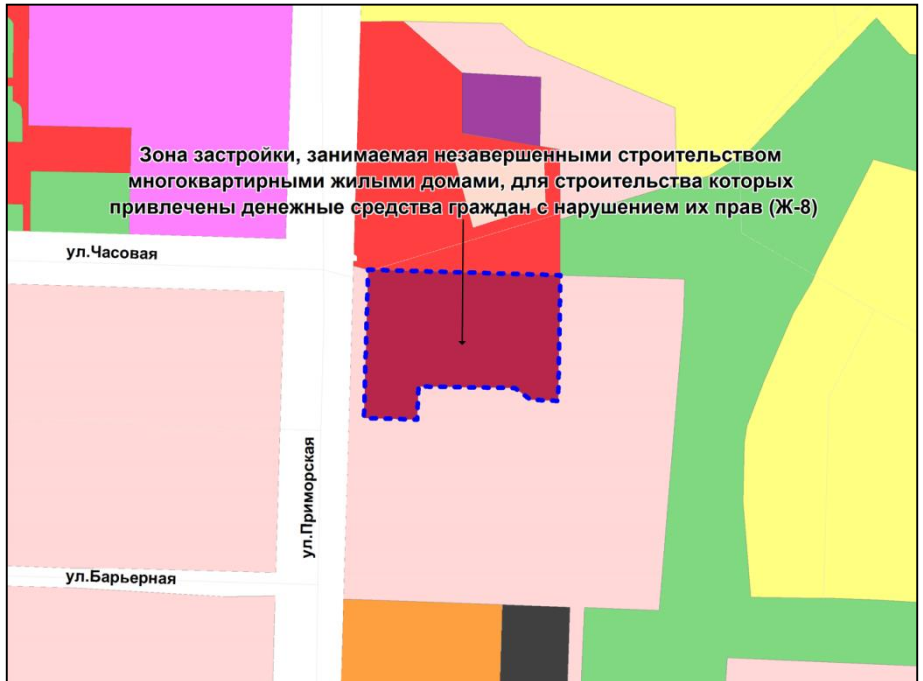 Зона застройки, занимаемая незавершенными строительством
многоквартирными жилыми домами, для строительства которых
привлечены денежные средства граждан с нарушением их прав (Ж-8)
ул.Часовая
ул.Приморская
ул.Барьерная